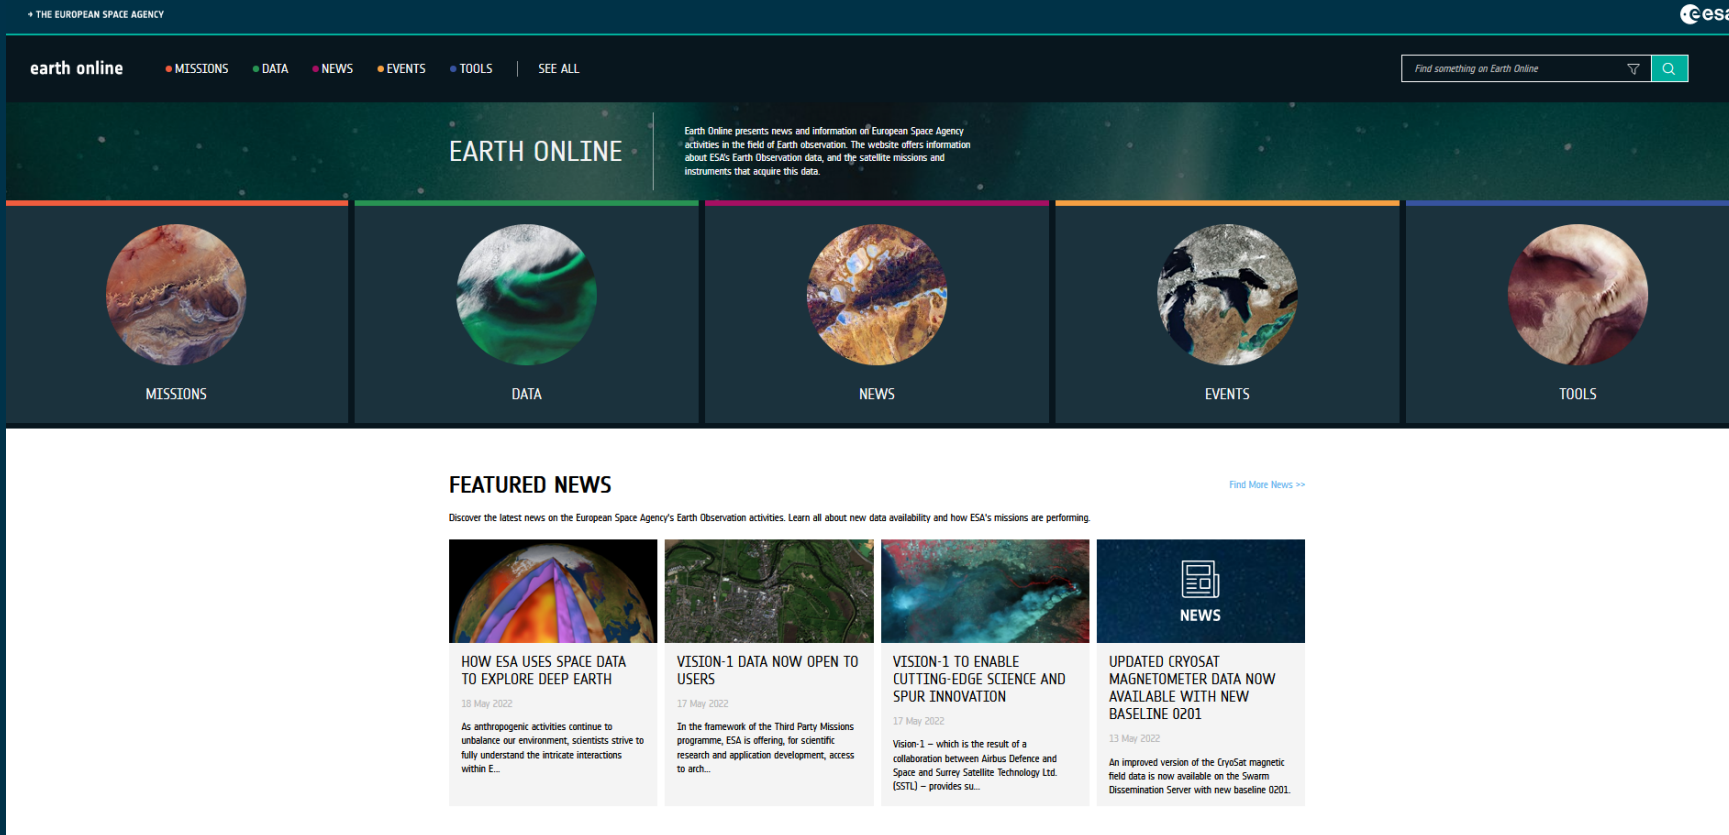 → THE EUROPEAN SPACE AGENCY
esa
earth online
MISSIONS
DATA
NEWS
EVENTS
TOOLS
SEE ALL
Find something on Earth Online
EARTH ONLINE
Earth Online presents news and information on European Space Agency
activities in the field of Earth observation. The website offers information
about ESA's Earth Observation data, and the satellite missions and
instruments that acquire this data.
MISSIONS
DATA
NEWS
EVENTS
TOOLS
FEATURED NEWS
Find More News >>
Discover the latest news on the European Space Agency's Earth Observation activities. Learn all about new data availability and how ESA's missions are performing.
HOW ESA USES SPACE DATA
TO EXPLORE DEEP EARTH
18 May 2022
As anthropogenic activities continue to
unbalance our environment, scientists strive to
fully understand the intricate interactions
within E...
VISION-1 DATA NOW OPEN TO
USERS
17 May 2022
In the framework of the Third Party Missions
programme, ESA is offering, for scientific
research and application development, access
to arch...
VISION-1 TO ENABLE
CUTTING-EDGE SCIENCE AND
SPUR INNOVATION
17 May 2022
Vision-1 – which is the result of a
collaboration between Airbus Defence and
Space and Surrey Satellite Technology Ltd.
(SSTL) – provides su...
NEWS
UPDATED CRYOSAT
MAGNETOMETER DATA NOW
AVAILABLE WITH NEW
BASELINE 0201
13 May 2022
An improved version of the CryoSat magnetic
field data is now available on the Swarm
Dissemination Server with new baseline 0201.